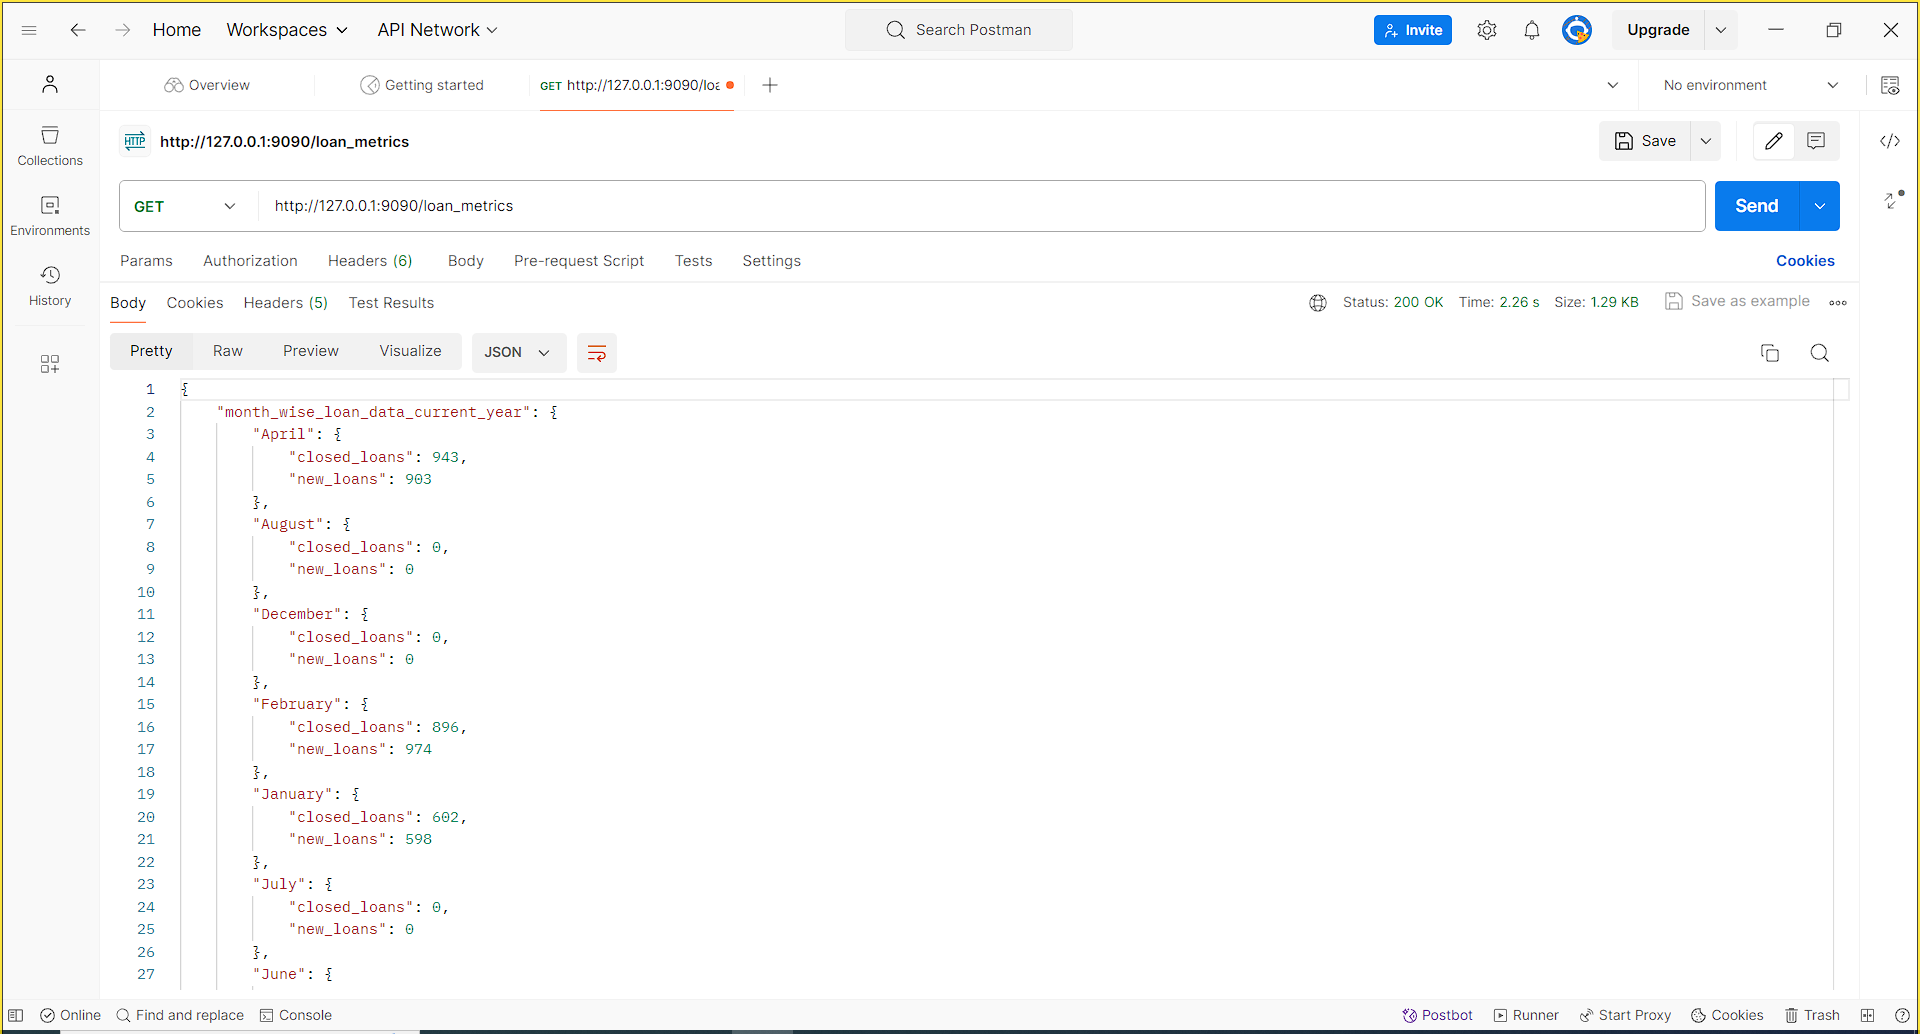 Home Workspaces API Network Search Postman Invite Upgrade
Overview Getting started GET http://127.0.0.1:9090/loa No environment
HTTP http://127.0.0.1:9090/loan_metrics Save
Collections
GET http://127.0.0.1:9090/loan_metrics Send
Environments
Params Authorization Headers (6) Body Pre-request Script Tests Settings Cookies
History
Body Cookies Headers (5) Test Results Status: 200 OK Time: 2.26 s Size: 1.29 KB Save as example
Pretty Raw Preview Visualize JSON
1 {
2 "month_wise_loan_data_current_year": {
3 "April": {
4 "closed_loans": 943,
5 "new_loans": 903
6 },
7 "August": {
8 "closed_loans": 0,
9 "new_loans": 0
10 },
11 "December": {
12 "closed_loans": 0,
13 "new_loans": 0
14 },
15 "February": {
16 "closed_loans": 896,
17 "new_loans": 974
18 },
19 "January": {
20 "closed_loans": 602,
21 "new_loans": 598
22 },
23 "July": {
24 "closed_loans": 0,
25 "new_loans": 0
26 },
27 "June": {
Online Find and replace Console Postbot Runner Start Proxy Cookies Trash